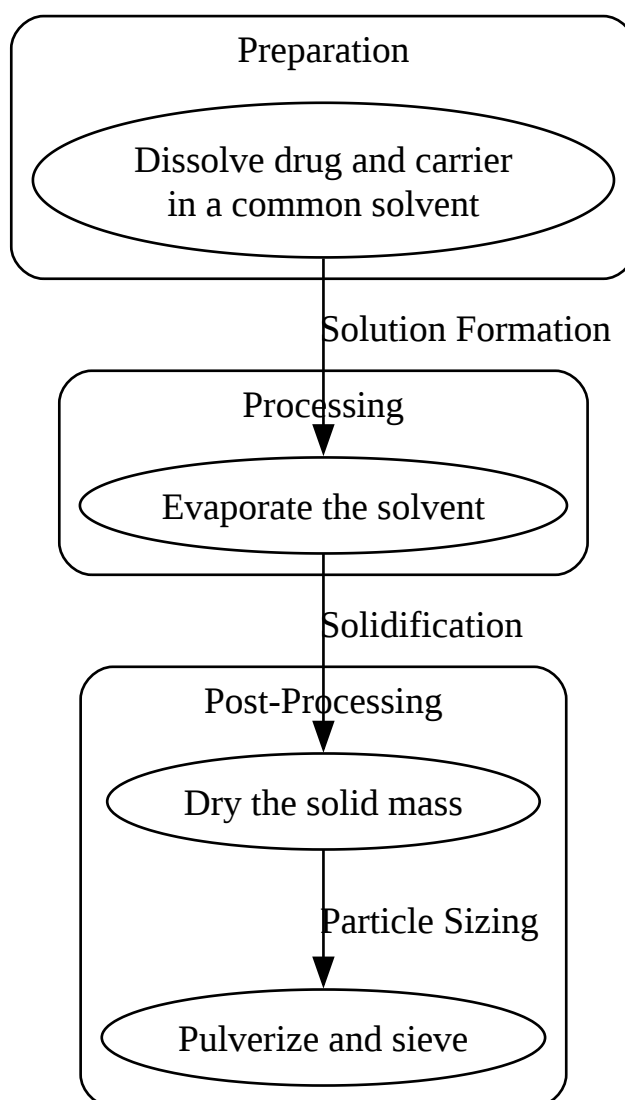 Preparation
Dissolve drug and carrier
in a common solvent
Solution Formation
Processing
Evaporate the solvent
Solidification
Post-Processing
Dry the solid mass
Particle Sizing
Pulverize and sieve